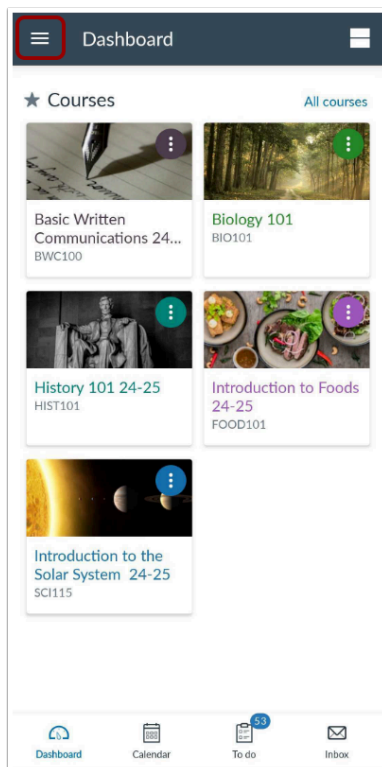 Dashboard
★ Courses
All courses
Basic Written
Communications 24...
BWC100
Biology 101
BIO101
History 101 24-25
HIST101
Introduction to Foods
24-25
FOOD101
Introduction to the
Solar System 24-25
SCI115
53
Dashboard
Calendar
To do
Inbox